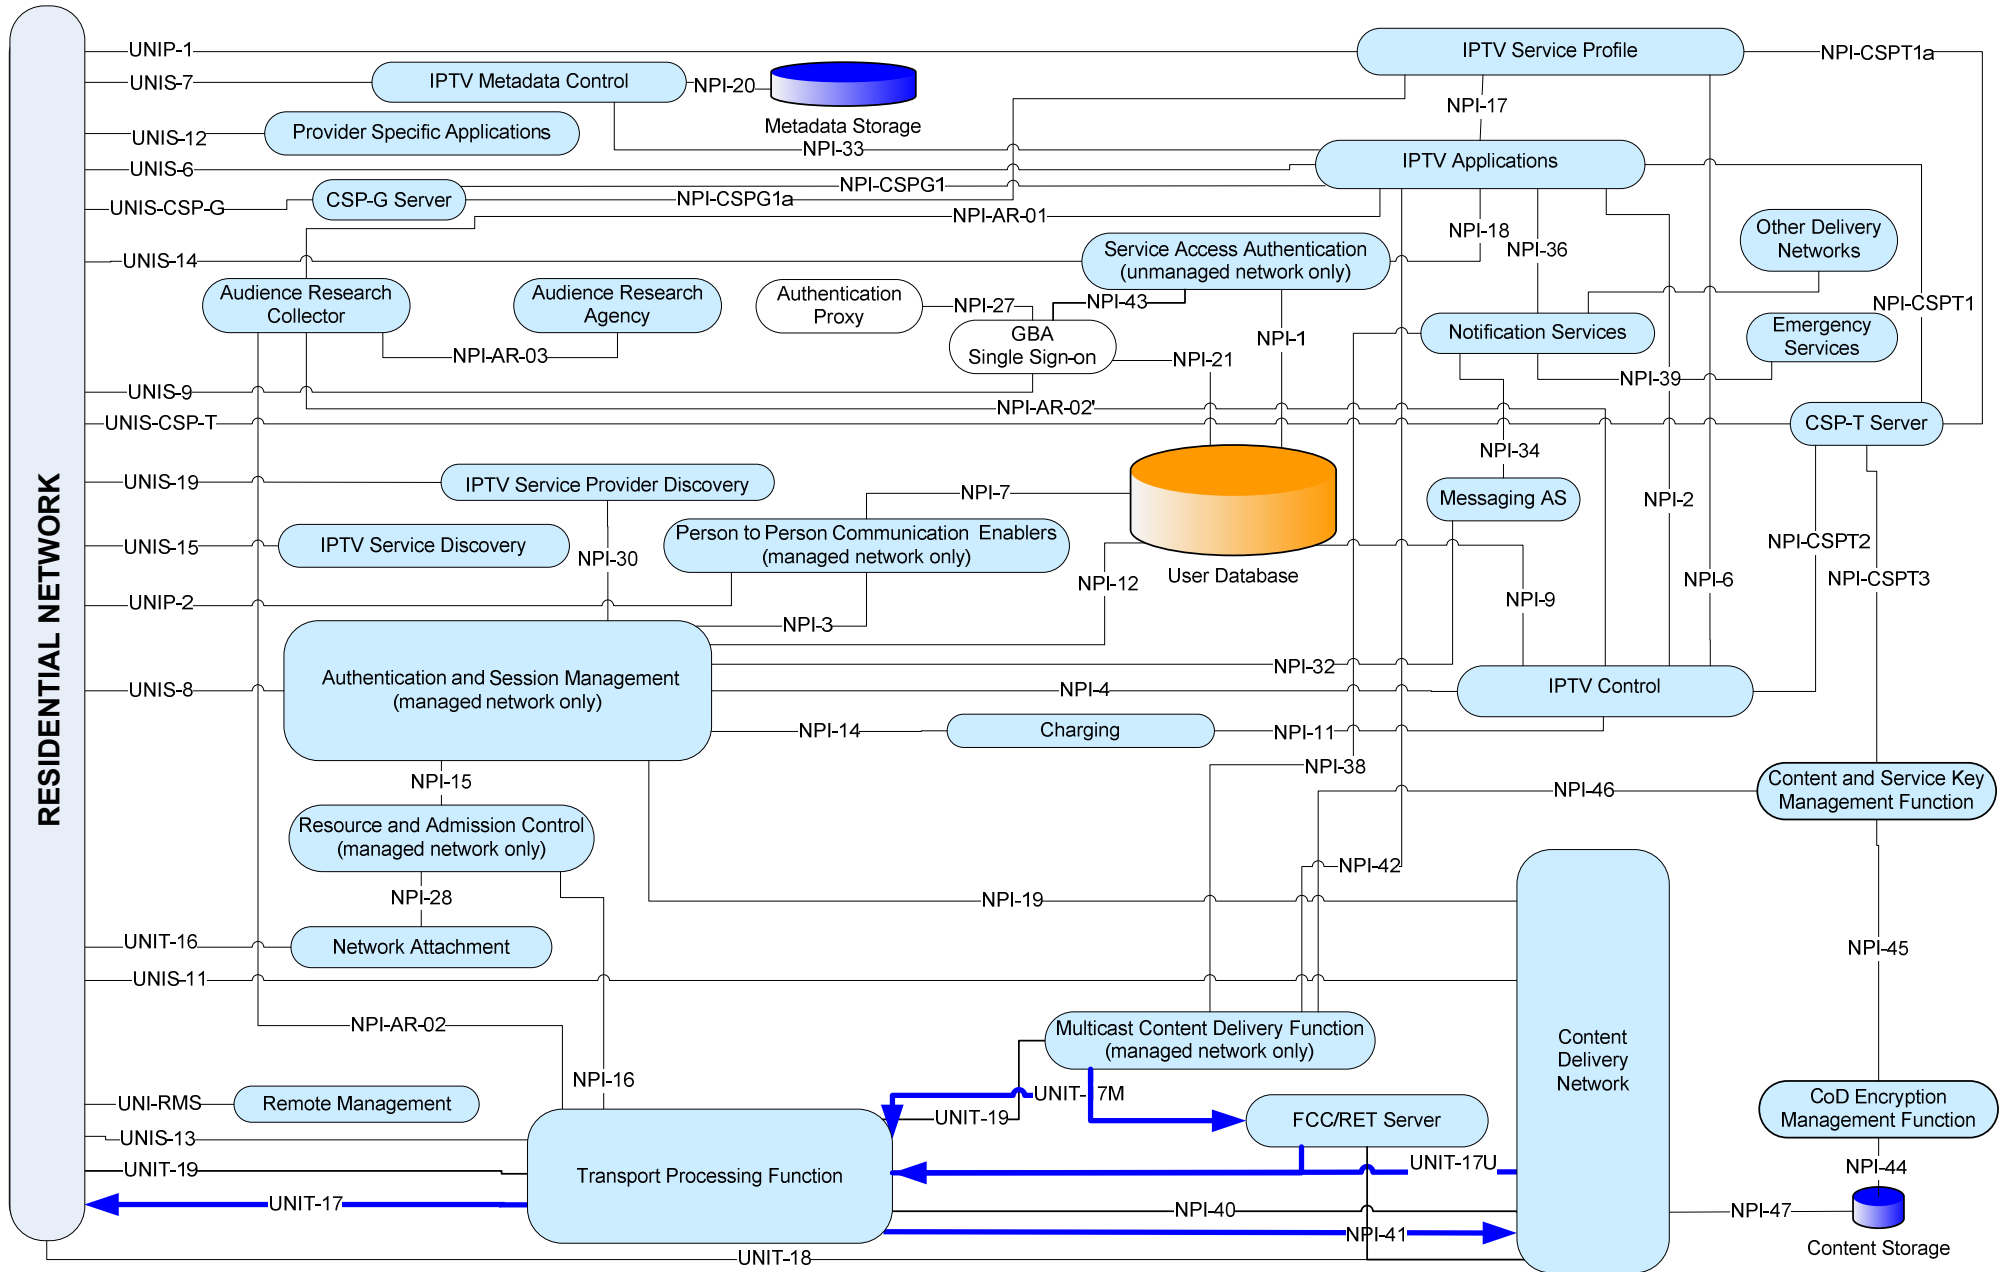 RESIDENTIAL NETWORK
UNIP-1
IPTV Service Profile
NPI-CSPT1a
UNIS-7
IPTV Metadata Control
NPI-20
Metadata Storage
NPI-17
UNIS-12
Provider Specific Applications
NPI-33
IPTV Applications
UNIS-6
CSP-G Server
NPI-CSPG1
NPI-CSPG1a
UNIS-CSP-G
NPI-AR-01
NPI-18
NPI-36
Other Delivery
Networks
UNIS-14
Service Access Authentication
(unmanaged network only)
Audience Research
Collector
Audience Research
Agency
Authentication
Proxy
NPI-27
NPI-43
GBA
Single Sign-on
NPI-1
NPI-CSPT1
Notification Services
Emergency
Services
NPI-AR-03
NPI-21
NPI-39
UNIS-9
NPI-AR-02'
UNIS-CSP-T
CSP-T Server
NPI-34
UNIS-19
IPTV Service Provider Discovery
NPI-7
Messaging AS
NPI-2
UNIS-15
IPTV Service Discovery
NPI-30
Person to Person Communication Enablers
(managed network only)
User Database
NPI-12
NPI-CSPT2
NPI-CSPT3
NPI-6
NPI-9
UNIP-2
NPI-3
NPI-32
UNIS-8
Authentication and Session Management
(managed network only)
NPI-4
IPTV Control
NPI-14
Charging
NPI-11
NPI-38
NPI-15
NPI-46
Content and Service Key
Management Function
Resource and Admission Control
(managed network only)
NPI-42
NPI-28
NPI-19
UNIT-16
Network Attachment
NPI-45
UNIS-11
NPI-AR-02
Multicast Content Delivery Function
(managed network only)
Content
Delivery
Network
NPI-16
UNIT-17M
UNI-RMS
Remote Management
UNIT-19
FCC/RET Server
CoD Encryption
Management Function
UNIS-13
UNIT-19
Transport Processing Function
UNIT-17U
NPI-44
UNIT-17
NPI-40
NPI-47
NPI-41
Content Storage
UNIT-18